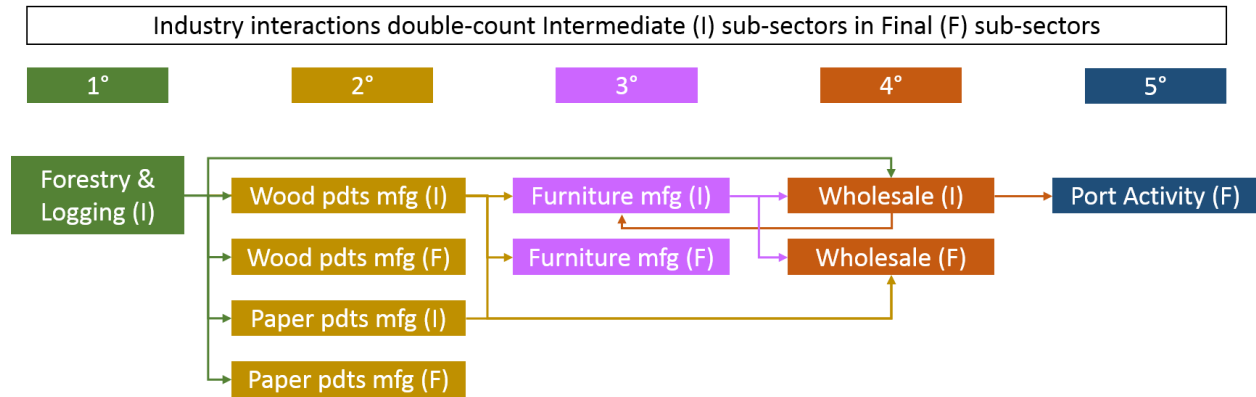 Industry interactions double-count Intermediate (I) sub-sectors in Final (F) sub-sectors
1°
2°
3°
4°
5°
Forestry &
Logging (I)
Wood pdts mfg (I)
Furniture mfg (I)
Wholesale (I)
Port Activity (F)
Wood pdts mfg (F)
Furniture mfg (F)
Wholesale (F)
Paper pdts mfg (I)
Paper pdts mfg (F)